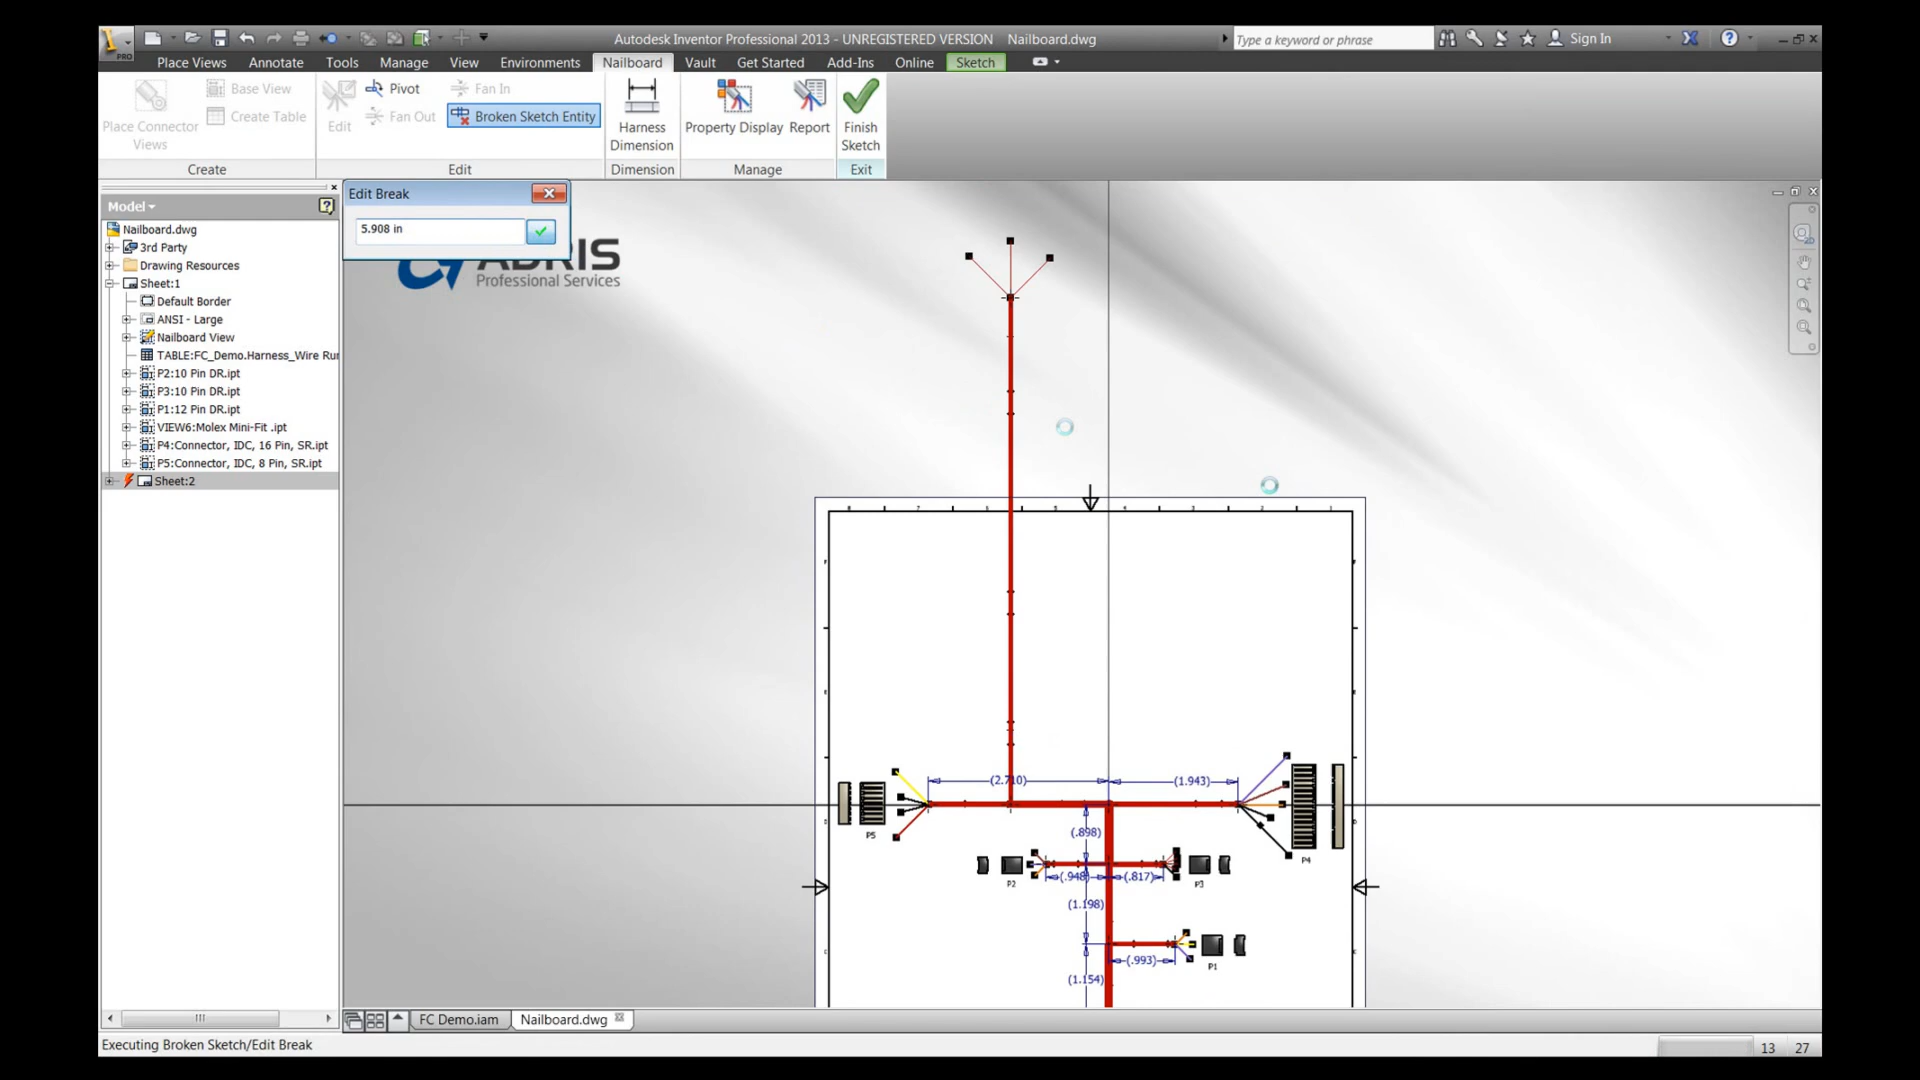 Autodesk Inventor Professional 2013 - UNREGISTERED VERSION Nailboard.dwg
Type a keyword or phrase
Sign In
PRO
Place Views Annotate Tools Manage View Environments Nailboard Vault Get Started Add-Ins Online Sketch
Place Connector Views
Base View
Create Table
Create
Edit
Pivot
Fan In
Fan Out
Broken Sketch Entity
Edit
Harness Dimension
Dimension
Property Display
Report
Manage
Finish Sketch
Exit
Model
Nailboard.dwg
3rd Party
Drawing Resources
Sheet:1
Default Border
ANSI - Large
Nailboard View
TABLE:FC_Demo.Harness_Wire Rur
P2:10 Pin DR.ipt
P3:10 Pin DR.ipt
P1:12 Pin DR.ipt
VIEW6:Molex Mini-Fit .ipt
P4:Connector, IDC, 16 Pin, SR.ipt
P5:Connector, IDC, 8 Pin, SR.ipt
Sheet:2
Edit Break
5.908 in
Professional Services
(2.710)
(1.943)
P5
P4
(.898)
P2
(.948)
(.817)
P3
(1.198)
(.993)
P1
(1.154)
FC Demo.iam
Nailboard.dwg
Executing Broken Sketch/Edit Break
13 27